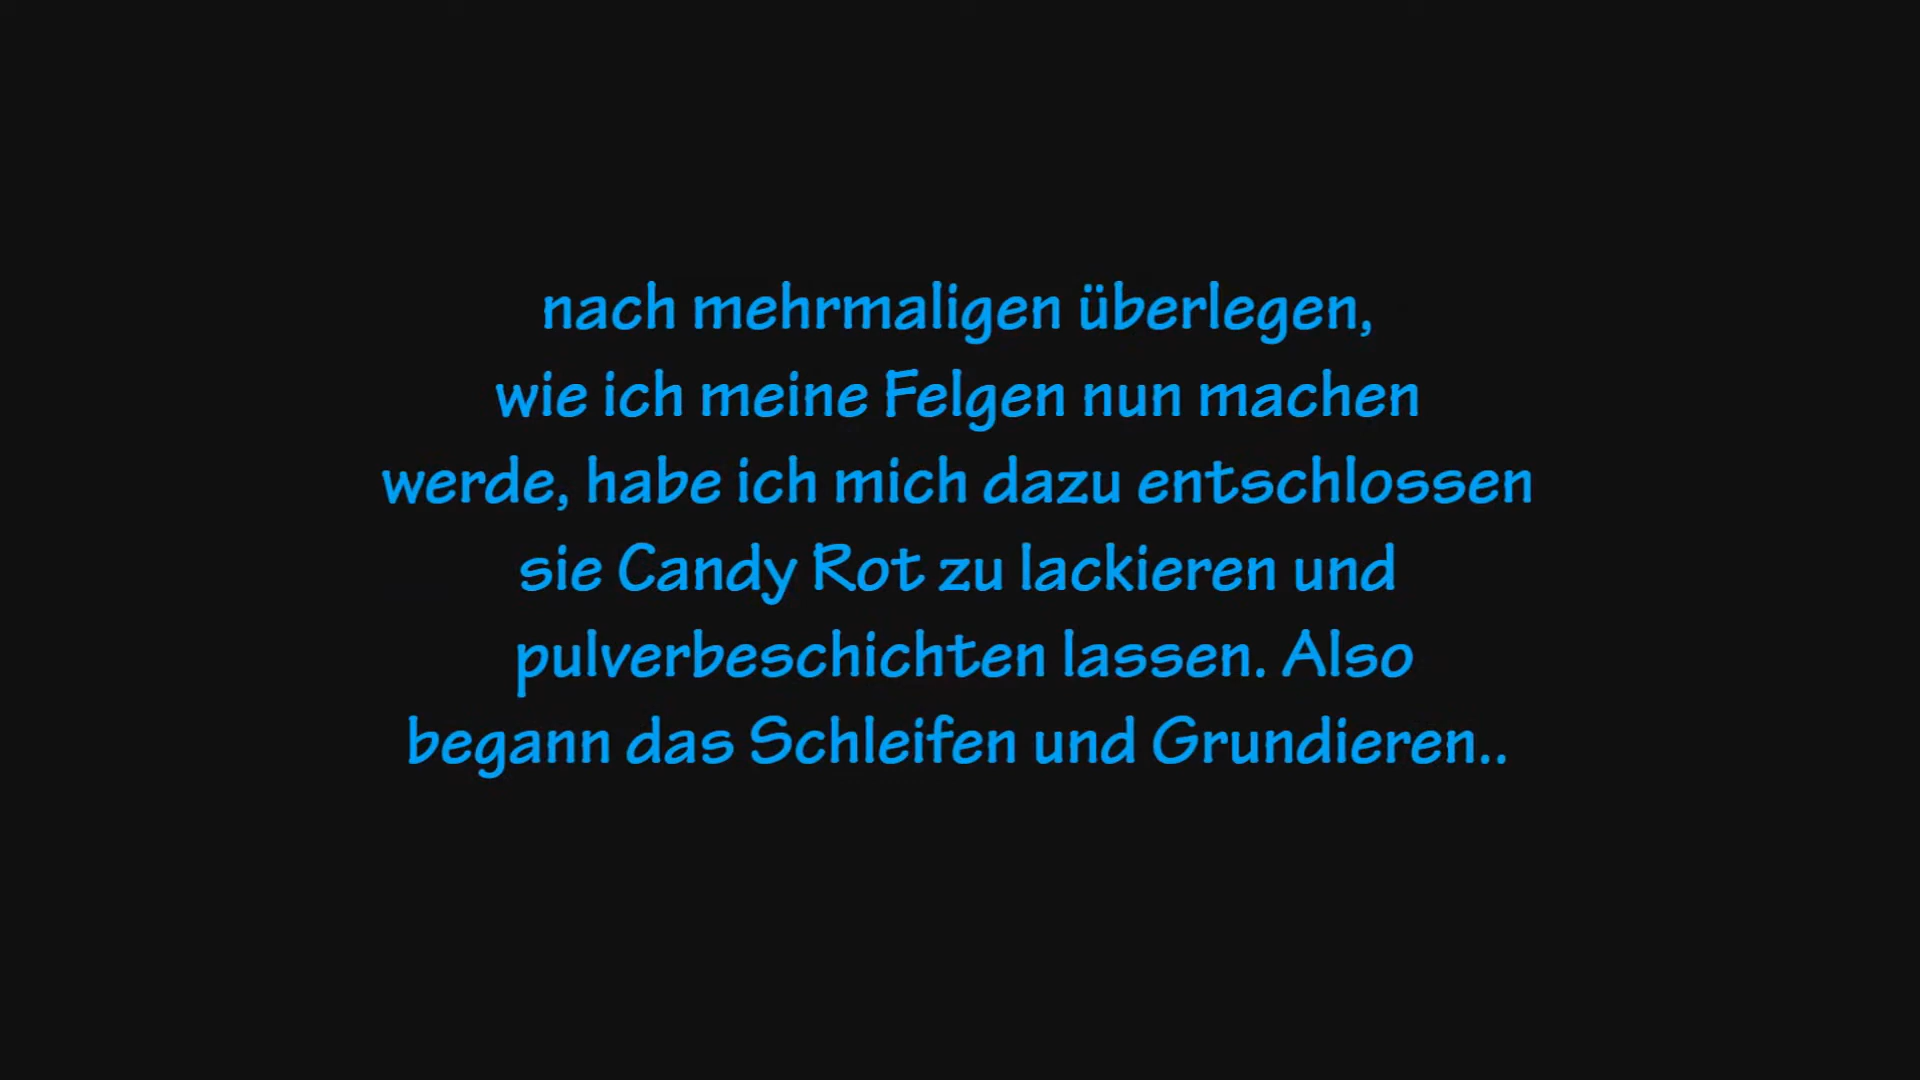 nach mehrmaligen überlegen,
wie ich meine Felgen nun machen
werde, habe ich mich dazu entschlossen
sie Candy Rot zu lackieren und
pulverbeschichten lassen. Also
begann das Schleifen und Grundieren..